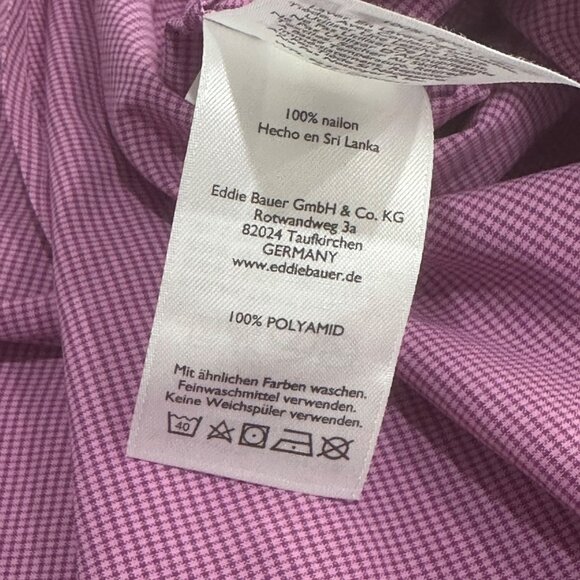 100% nailon
Hecho en Sri Lanka
Eddie Bauer GmbH & Co. KG
Rotwandweg 3a
82024 Taufkirchen
GERMANY
www.eddiebauer.de
100% POLYAMID
Mit ähnlichen Farben waschen.
Feinwaschmittel verwenden.
Keine Weichspüler verwenden.
40